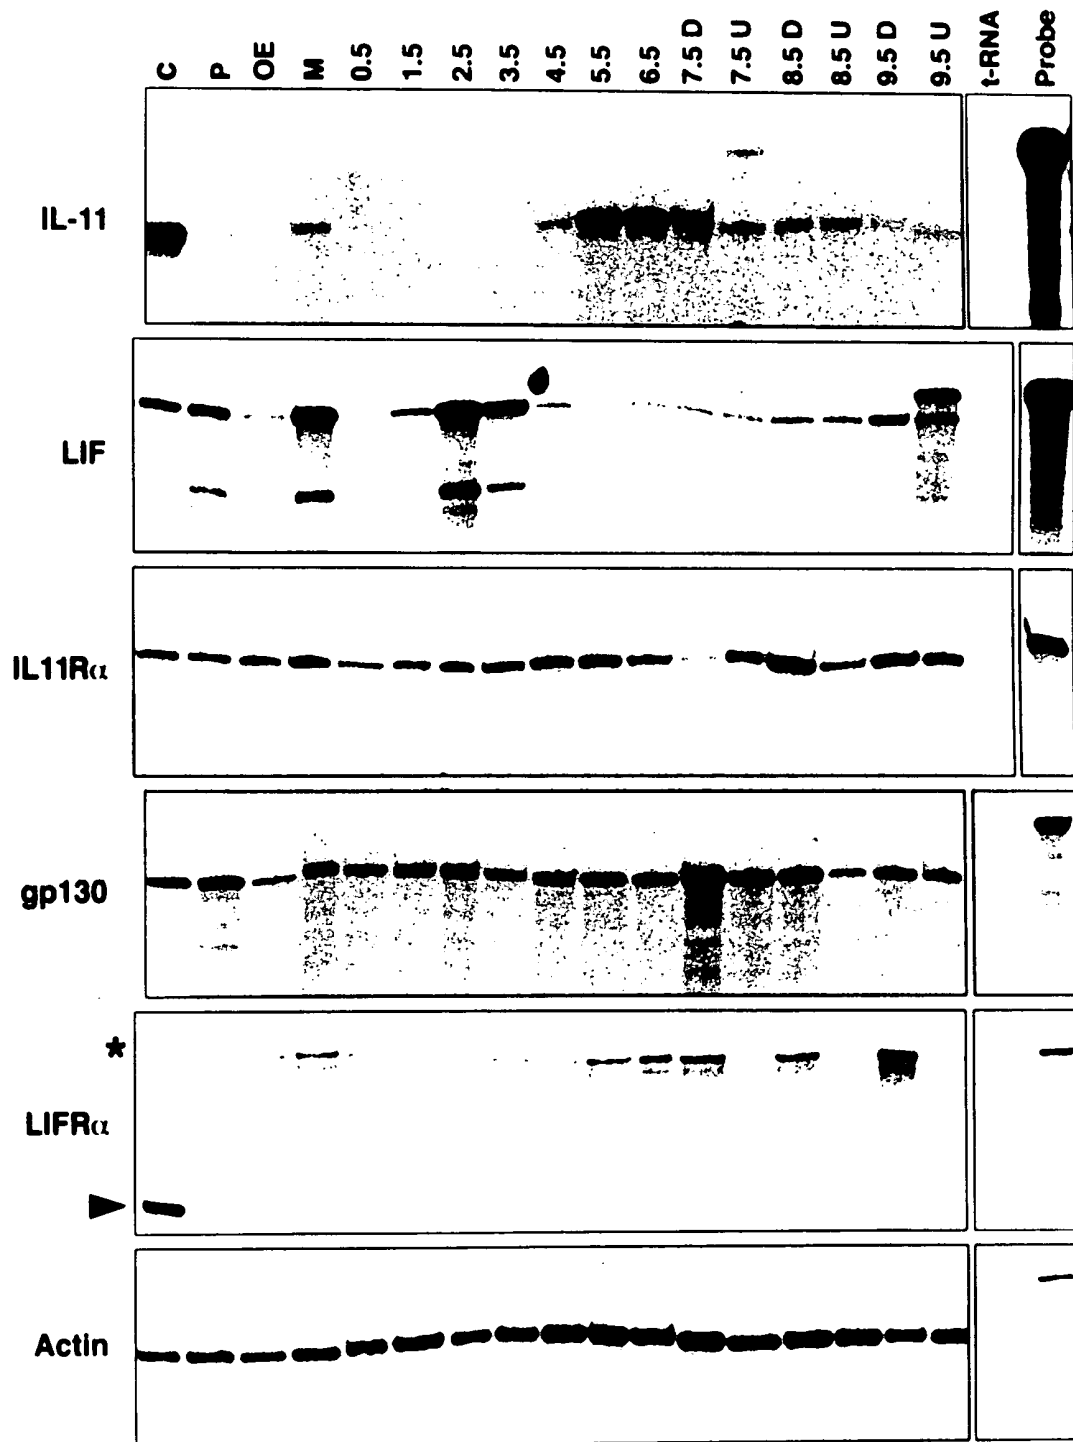 C P OE M 0.5 1.5 2.5 3.5 4.5 5.5 6.5 7.5 D 7.5 U 8.5 D 8.5 U 9.5 D 9.5 U t-RNA Probe
IL-11
LIF
IL11Rα
gp130
*
LIFRα
Actin